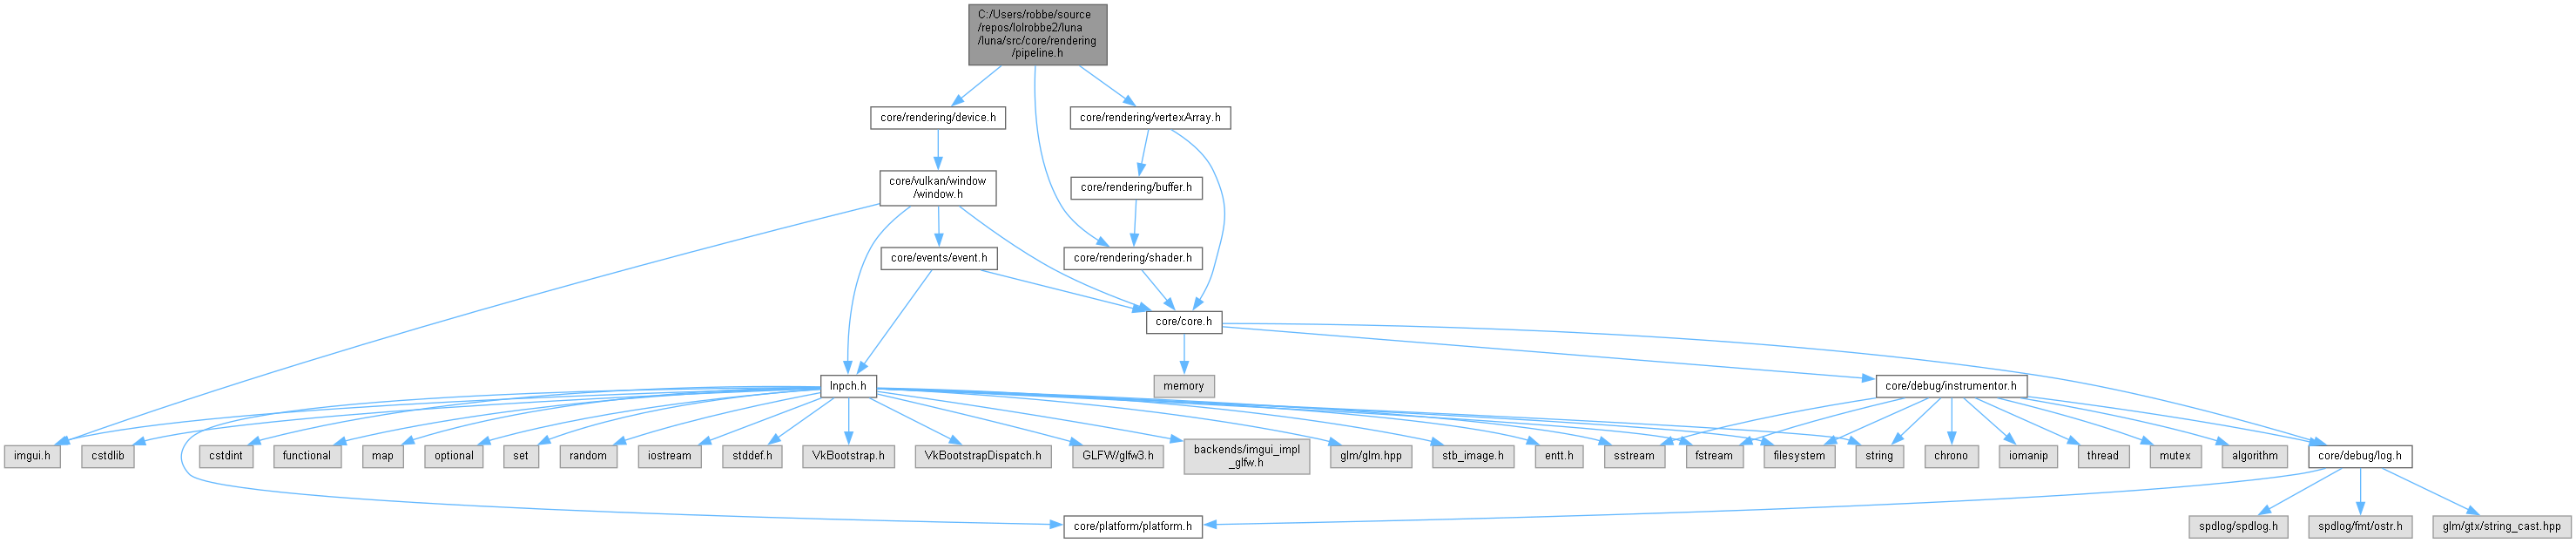 C:/Users/robbe/source
/repos/lolrobbe2/luna
/luna/src/core/rendering
/pipeline.h
core/rendering/device.h
core/rendering/vertexArray.h
core/vulkan/window
/window.h
core/rendering/buffer.h
core/events/event.h
core/rendering/shader.h
core/core.h
lnpch.h
memory
core/debug/instrumentor.h
imgui.h
cstdlib
cstdint
functional
map
optional
set
random
iostream
stddef.h
VkBootstrap.h
VkBootstrapDispatch.h
GLFW/glfw3.h
backends/imgui_impl
_glfw.h
glm/glm.hpp
stb_image.h
entt.h
sstream
fstream
filesystem
string
chrono
iomanip
thread
mutex
algorithm
core/debug/log.h
core/platform/platform.h
spdlog/spdlog.h
spdlog/fmt/ostr.h
glm/gtx/string_cast.hpp